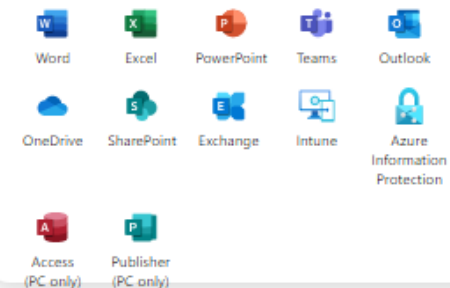 W
X
P
T
O
Word Excel PowerPoint Teams Outlook
S
E
OneDrive SharePoint Exchange Intune Azure
Information
Protection
A
P
Access Publisher
(PC only) (PC only)